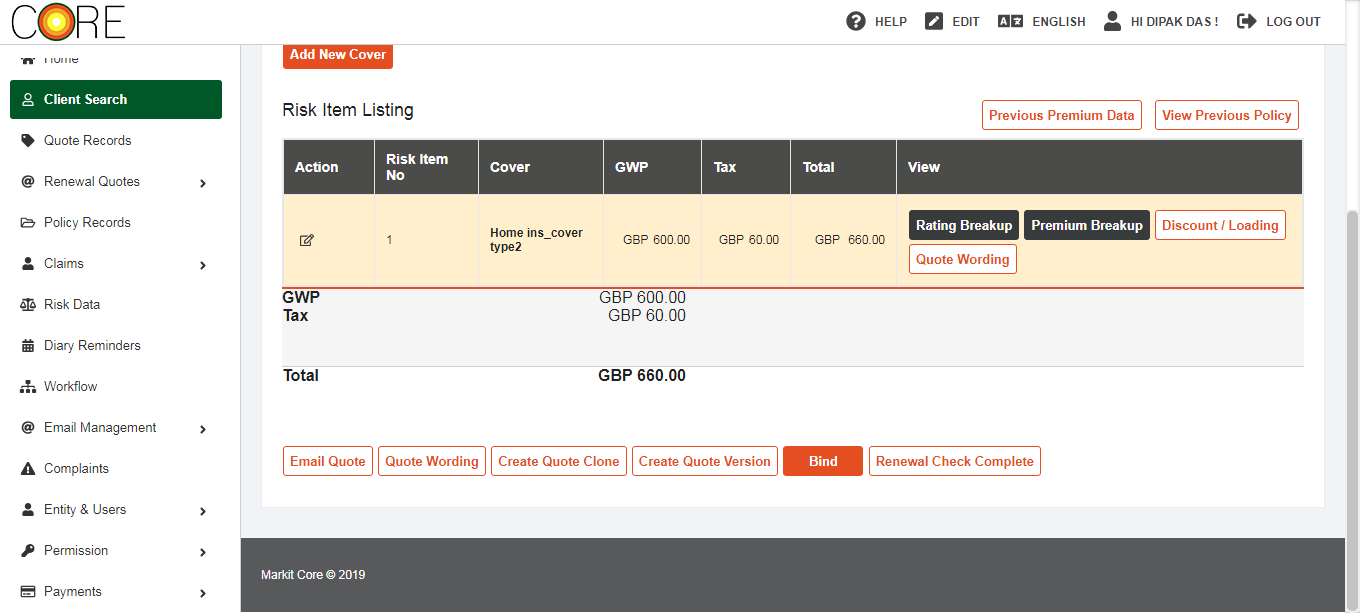 CORE
HELP
EDIT
ENGLISH
HI DIPAK DAS !
LOG OUT
Home
Client Search
Quote Records
Renewal Quotes
Policy Records
Claims
Risk Data
Diary Reminders
Workflow
Email Management
Complaints
Entity & Users
Permission
Payments
Add New Cover
Risk Item Listing
Previous Premium Data
View Previous Policy
Action
Risk Item
No
Cover
GWP
Tax
Total
View
1
Home ins_cover
type2
GBP 600.00
GBP 60.00
GBP 660.00
Rating Breakup
Premium Breakup
Discount / Loading
Quote Wording
GWP GBP 600.00
Tax GBP 60.00
Total GBP 660.00
Email Quote
Quote Wording
Create Quote Clone
Create Quote Version
Bind
Renewal Check Complete
Markit Core © 2019